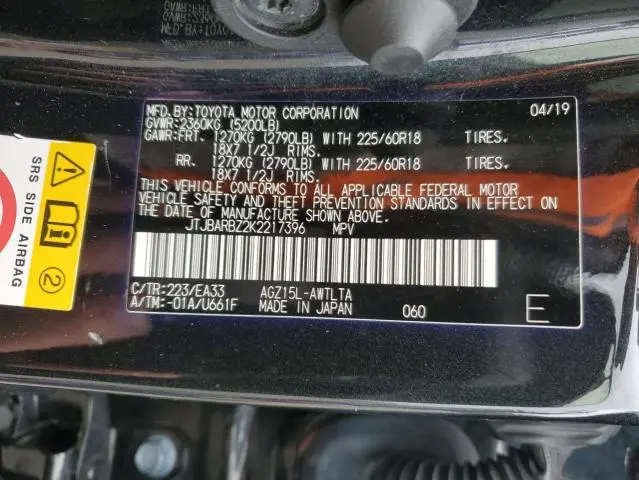 MFD.BY:TOYOTA MOTOR CORPORATION 04/19
GVWR:2360KG (5200LB)
GAWR:FRT. 1270KG (2790LB) WITH 225/60R18 TIRES.
18X7 1/2J RIMS.
RR. 1270KG (2790LB) WITH 225/60R18 TIRES.
18X7 1/2J RIMS.
THIS VEHICLE CONFORMS TO ALL APPLICABLE FEDERAL MOTOR
VEHICLE SAFETY AND THEFT PREVENTION STANDARDS IN EFFECT ON
THE DATE OF MANUFACTURE SHOWN ABOVE.
JTJBARBZ2K2217396 MPV
C/TR:223/EA33 AGZ15L-AWTLTA
A/TM:-01A/U661F MADE IN JAPAN 060 E
SRS SIDE AIRBAG
2